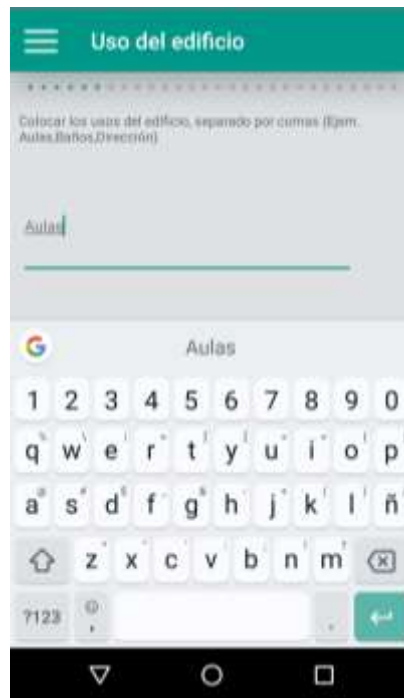 Uso del edificio
Colocar los usos del edificio, separado por comas (Ejem.
Aulas,Baños,Dirección)
Aulas
Aulas
1 2 3 4 5 6 7 8 9 0
q w e r t y u i o p
a s d f g h j k l ñ
z x c v b n m
?123 , .